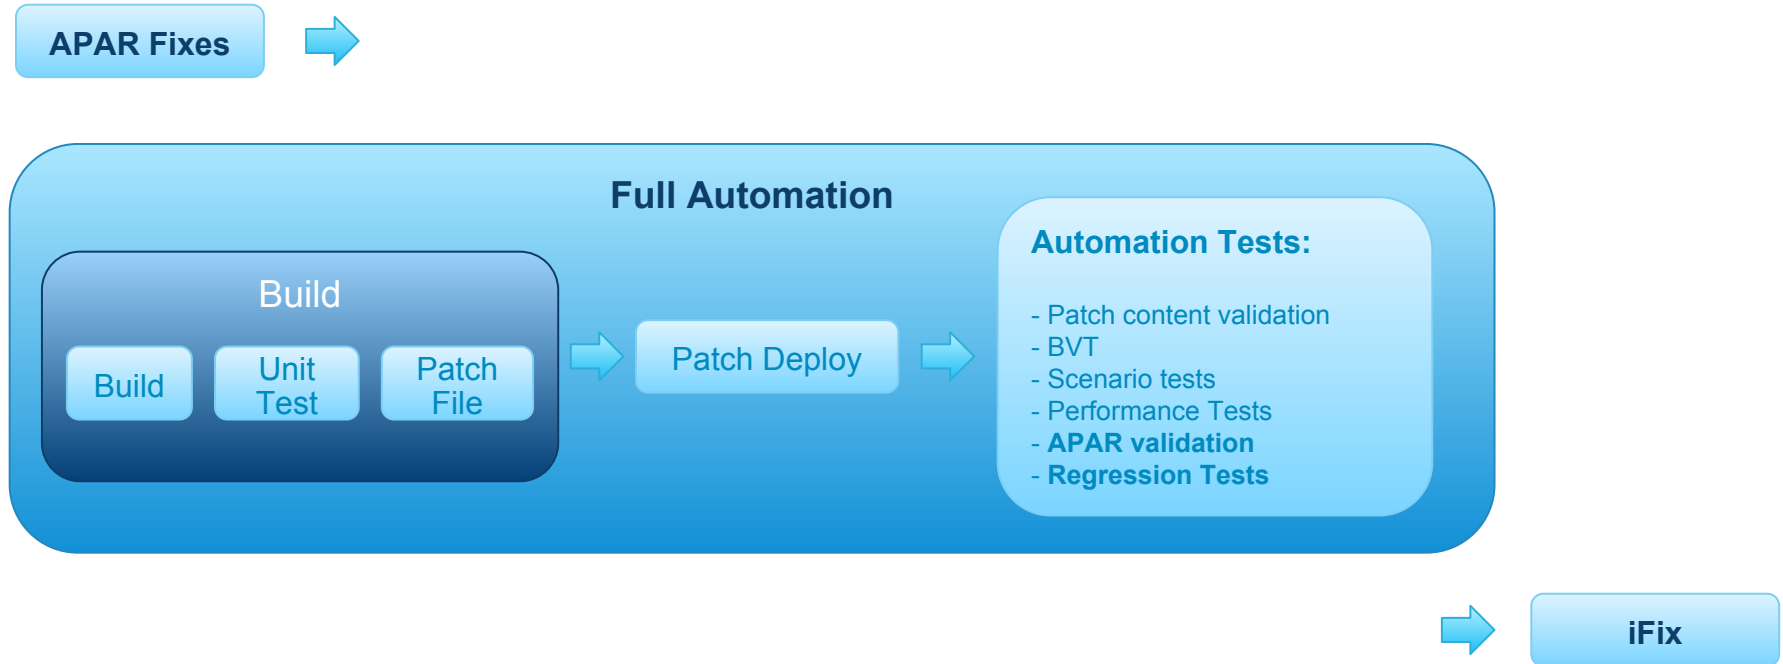 APAR Fixes
Full Automation
Build
Build
Unit
Test
Patch
File
Patch Deploy
Automation Tests:
- Patch content validation
- BVT
- Scenario tests
- Performance Tests
- APAR validation
- Regression Tests
iFix